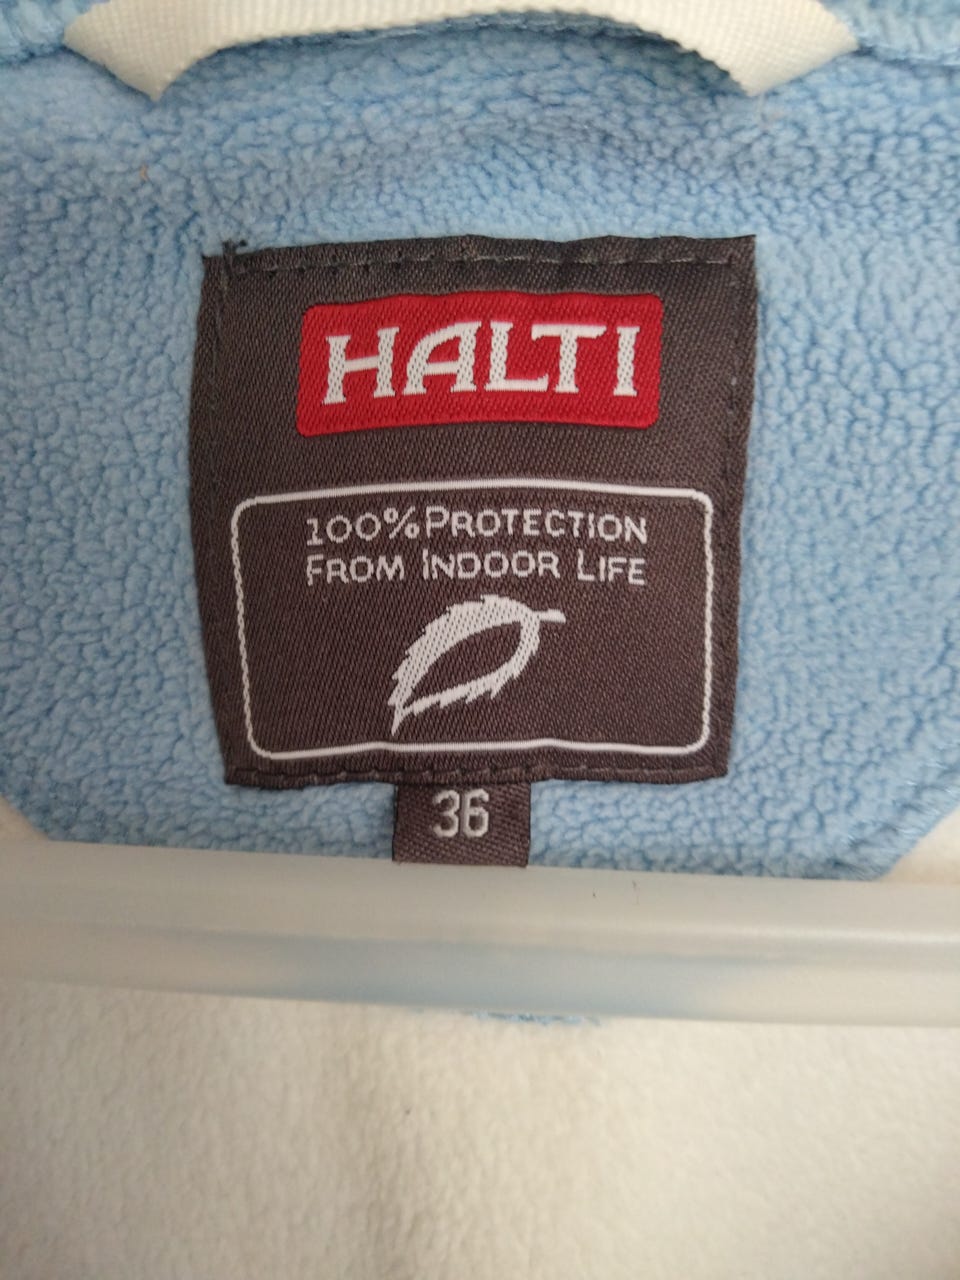 HALTI
100% PROTECTION
FROM INDOOR LIFE
36